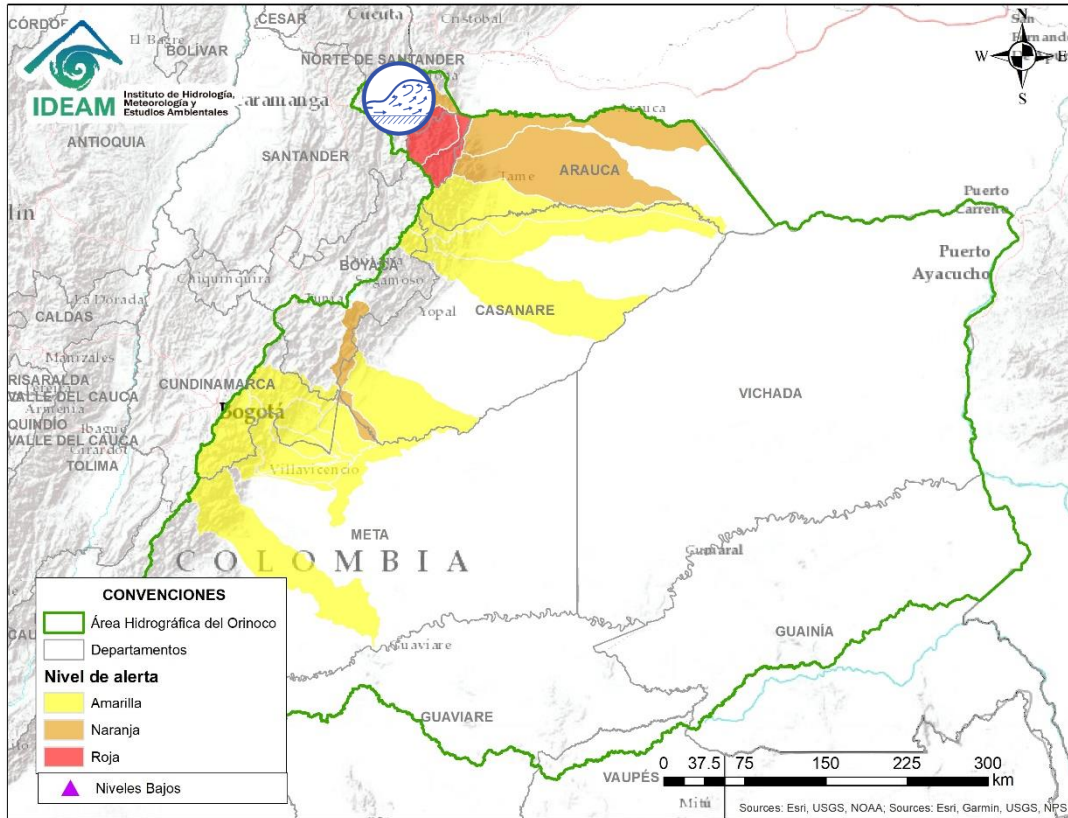 CESAR
Cúcuta
Cristobal
El Bagre
BOLÍVAR
NORTE DE SANTANDER
San
Fernando
N
W
E
S
IDEAM
Instituto de Hidrología,
Meteorología y
Estudios Ambientales
aramanga
Arauca
ANTIOQUIA
SANTANDER
Tame
ARAUCA
Puerto
Carreño
Puerto
Ayacucho
BOYACÁ
Sogamoso
Chiquinquirá
La Dorada
Tunja
Yopal
CASANARE
CALDAS
Manizales
RISARALDA
CUNDINAMARCA
VALLE DEL CAUCA
Armenia
Bogotá
VICHADA
QUINDÍO
Ibagué
VALLE DEL CAUCA
Girardot
TOLIMA
Villavicencio
META
COLOMBIA
CONVENCIONES
Área Hidrográfica del Orinoco
Departamentos
Nivel de alerta
Amarilla
Naranja
Roja
Niveles Bajos
Guaviare
GUAINÍA
GUAVIARE
VAUPÉS
Mitú
0 37.5 75 150 225 300
km
Sources: Esri, USGS, NOAA; Sources: Esri, Garmin, USGS, NPS